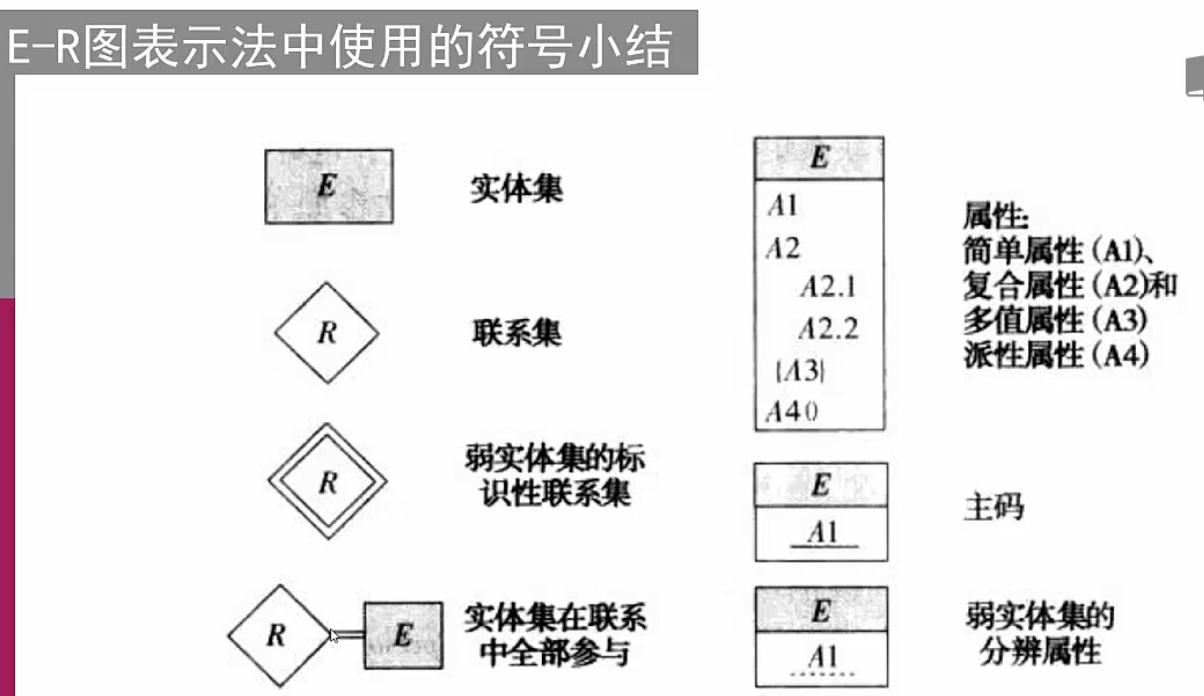 E-R图表示法中使用的符号小结
E
实体集
R
联系集
R
弱实体集的标
识性联系集
R
E
实体集在联系
中全部参与
E
A1
A2
A2.1
A2.2
{A3}
A4()
属性:
简单属性(A1)、
复合属性(A2)和
多值属性(A3)
派性属性(A4)
E
A1
主码
E
A1
弱实体集的
分辨属性